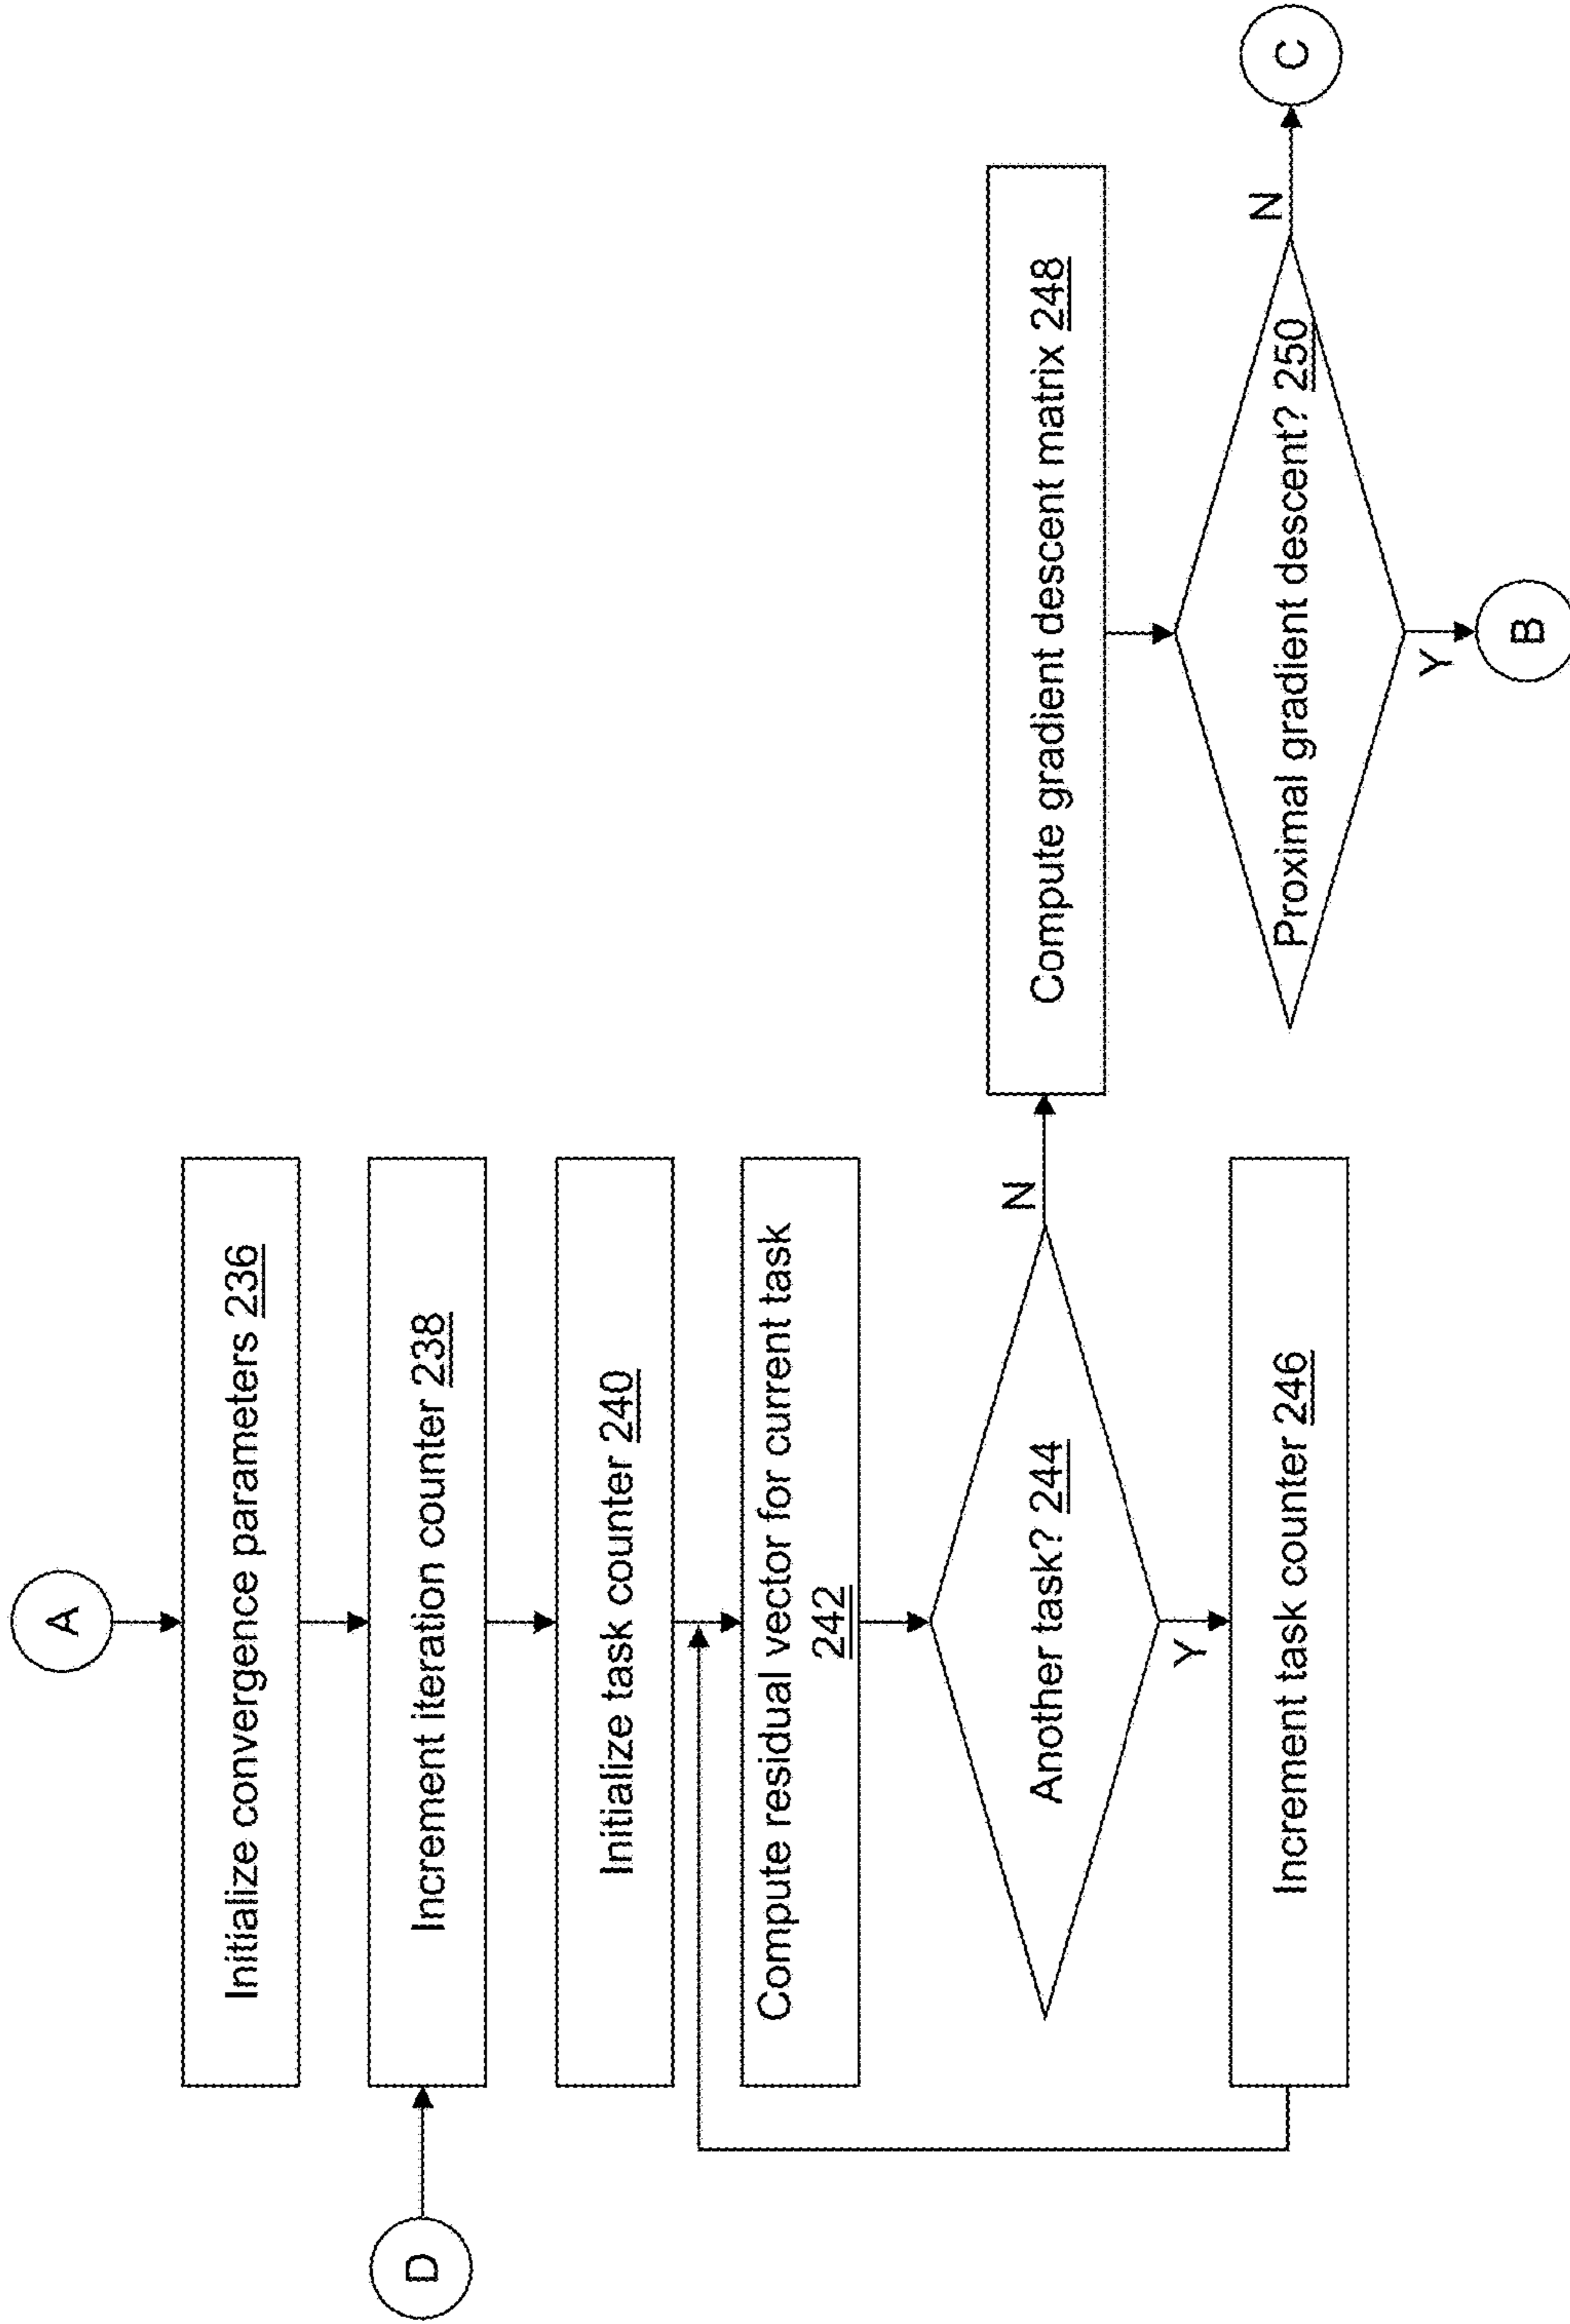 A
Initialize convergence parameters 236
D
Increment iteration counter 238
Initialize task counter 240
Compute residual vector for current task
242
Another task? 244
N
Y
Increment task counter 246
Compute gradient descent matrix 248
Proximal gradient descent? 250
N
C
Y
B